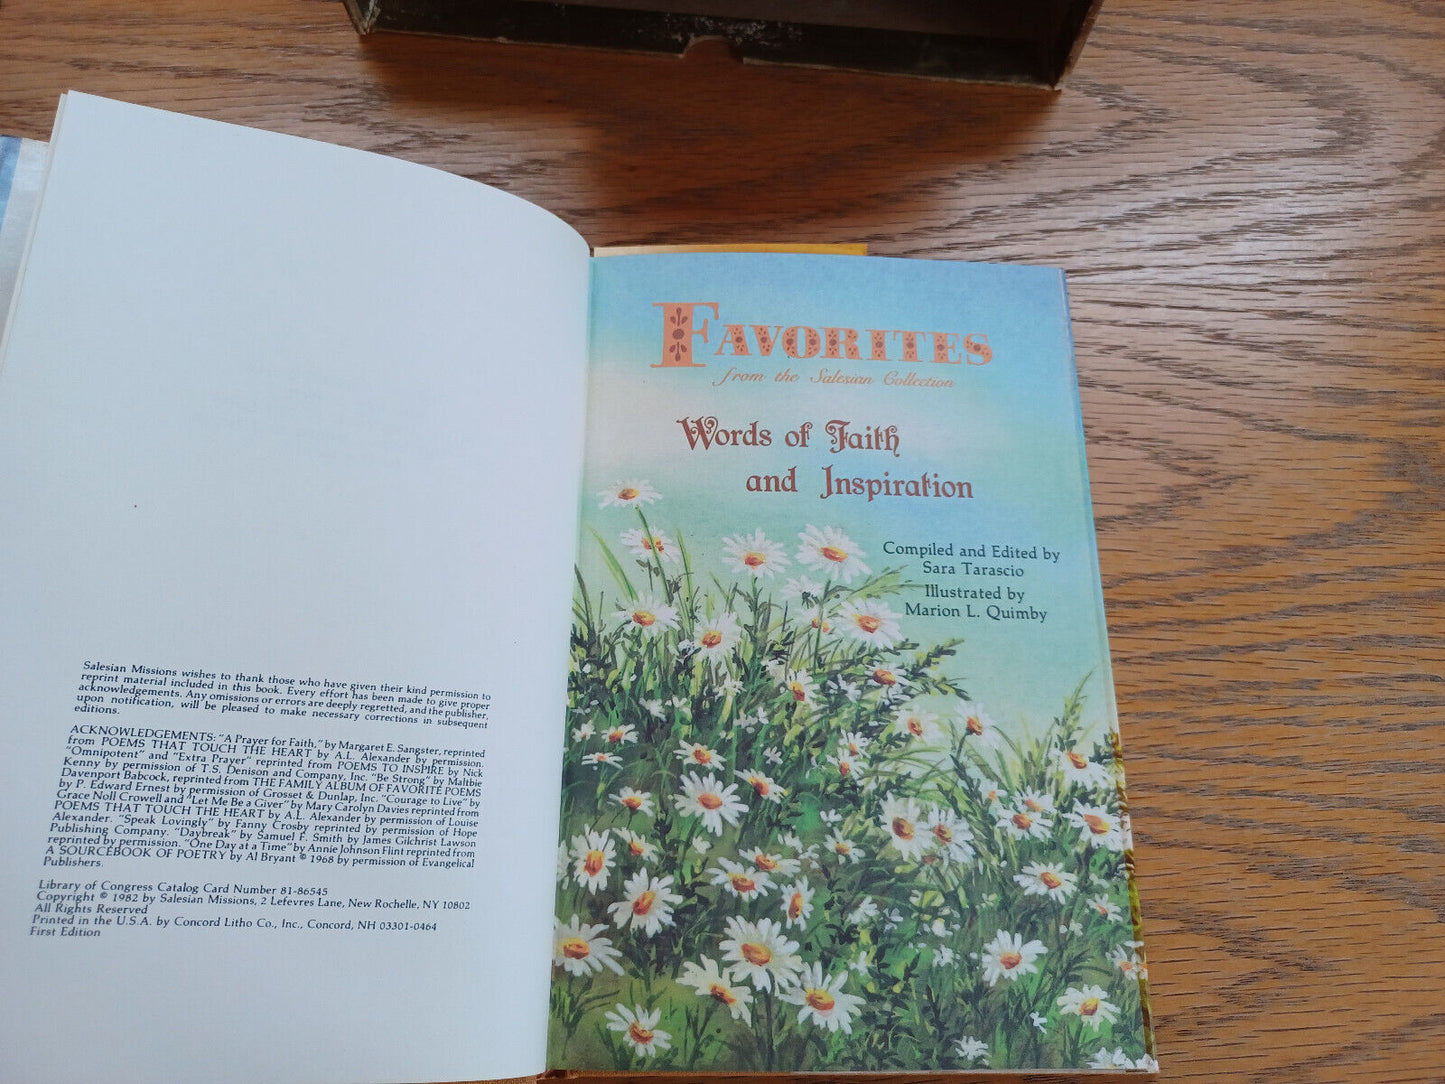 Salesian Missions wishes to thank those who have given their kind permission to
reprint material included in this book. Every effort has been made to give proper
acknowledgements. Any omissions or errors are deeply regretted, and the publisher,
upon notification, will be pleased to make necessary corrections in subsequent
editions.
ACKNOWLEDGEMENTS: "A Prayer for Faith," by Margaret E. Sangster, reprinted
from POEMS THAT TOUCH THE HEART by A.L. Alexander by permission.
"Omnipotent" and "Extra Prayer" reprinted from POEMS TO INSPIRE by Nick
Kenny by permission of T.S. Denison and Company, Inc. "Be Strong" by Maltbie
Davenport Babcock, reprinted from THE FAMILY ALBUM OF FAVORITE POEMS
by P. Edward Ernest by permission of Grosset & Dunlap, Inc. "Courage to Live" by
Grace Noll Crowell and "Let Me Be a Giver" by Mary Carolyn Davies reprinted from
POEMS THAT TOUCH THE HEART by A.L. Alexander by permission of Louise
Alexander. "Speak Lovingly" by Fanny Crosby reprinted by permission of Hope
Publishing Company. "Daybreak" by Samuel F. Smith by James Gilchrist Lawson
reprinted by permission. "One Day at a Time" by Annie Johnson Flint reprinted from
A SOURCEBOOK OF POETRY by Al Bryant © 1968 by permission of Evangelical
Publishers.
Library of Congress Catalog Card Number 81-86545
Copyright © 1982 by Salesian Missions, 2 Lefevres Lane, New Rochelle, NY 10802
All Rights Reserved
Printed in the U.S.A. by Concord Litho Co., Inc., Concord, NH 03301-0464
First Edition
FAVORITES
from the Salesian Collection
Words of Faith
and Inspiration
Compiled and Edited by
Sara Tarascio
Illustrated by
Marion L. Quimby